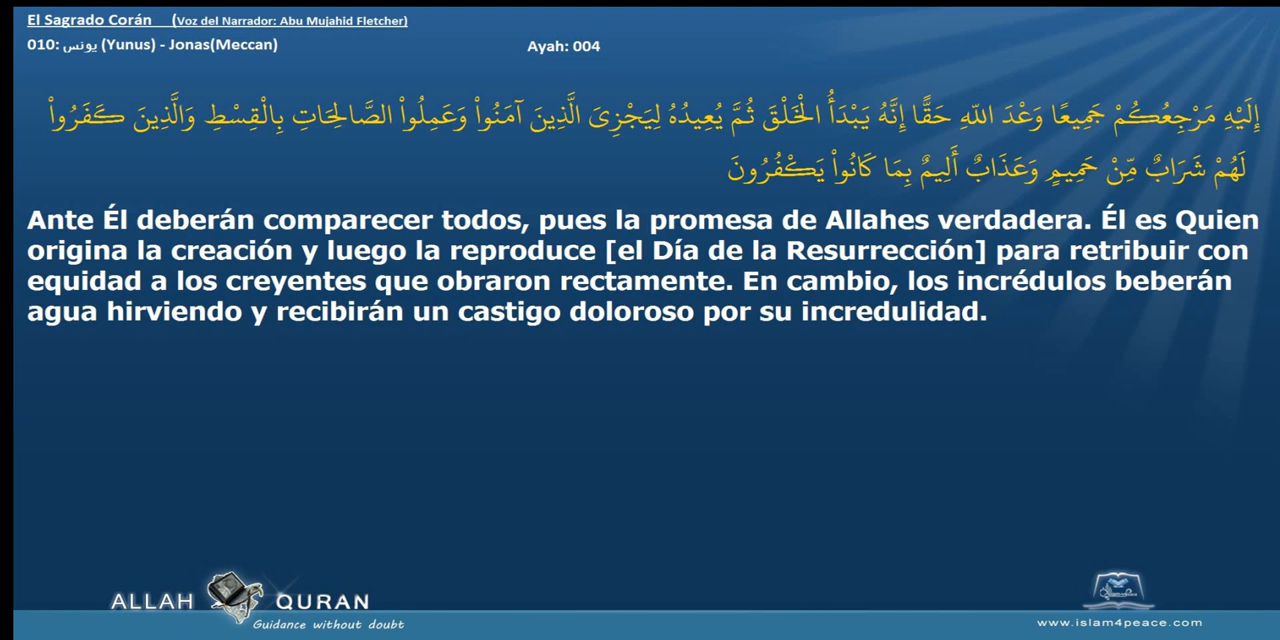 El Sagrado Corán (Voz del Narrador: Abu Mujahid Fletcher)
010: يونس (Yunus) - Jonas(Meccan) Ayah: 004
إِلَيْهِ مَرْجِعُكُمْ جَمِيعًا وَعْدَ اللّهِ حَقًّا إِنَّهُ يَبْدَأُ الْخَلْقَ ثُمَّ يُعِيدُهُ لِيَجْزِىَ الَّذِينَ آمَنُواْ وَعَمِلُواْ الصَّالِحَاتِ بِالْقِسْطِ وَالَّذِينَ كَفَرُواْ
لَهُمْ شَرَابٌ مِّنْ حَمِيمٍ وَعَذَابٌ أَلِيمٌ بِمَا كَانُواْ يَكْفُرُونَ
Ante Él deberán comparecer todos, pues la promesa de Allahes verdadera. Él es Quien
origina la creación y luego la reproduce [el Día de la Resurrección] para retribuir con
equidad a los creyentes que obraron rectamente. En cambio, los incrédulos beberán
agua hirviendo y recibirán un castigo doloroso por su incredulidad.
ALLAH QURAN
Guidance without doubt
www.islam4peace.com